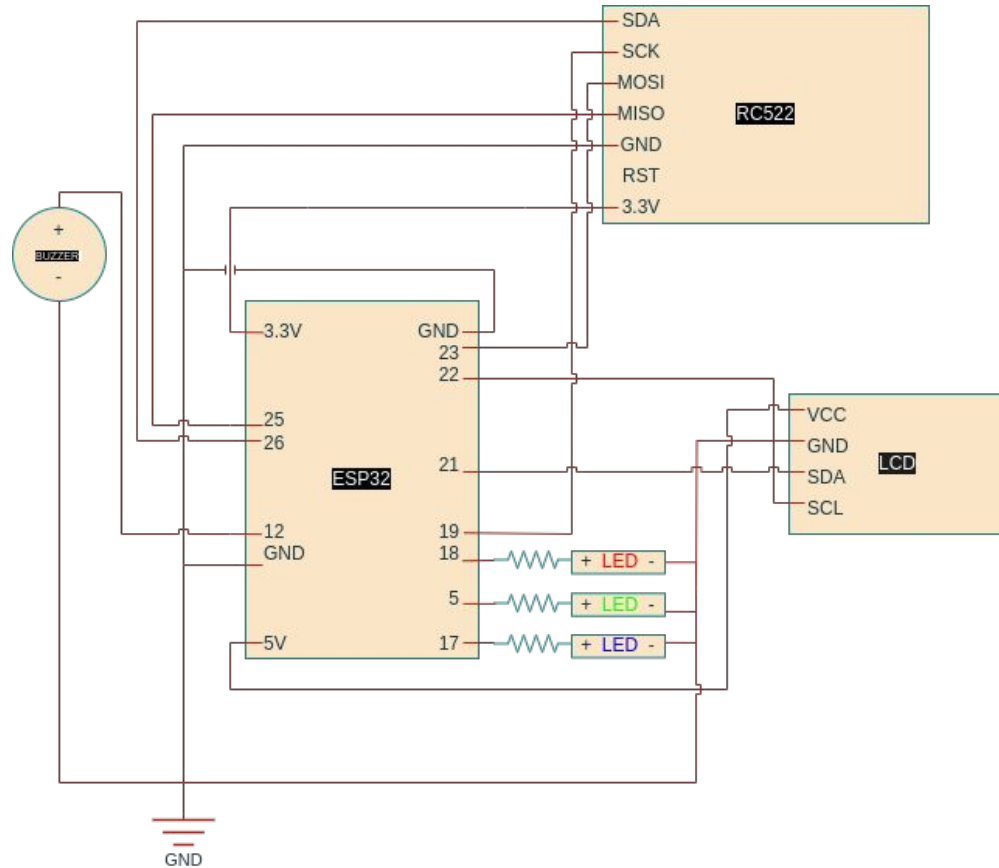 SDA
SCK
MOSI
MISO
GND
RST
3.3V
RC522
+
BUZZER
-
3.3V
25
26
12
GND
5V
ESP32
GND
23
22
21
19
18
5
17
+ LED -
+ LED -
+ LED -
VCC
GND
SDA
SCL
LCD
GND